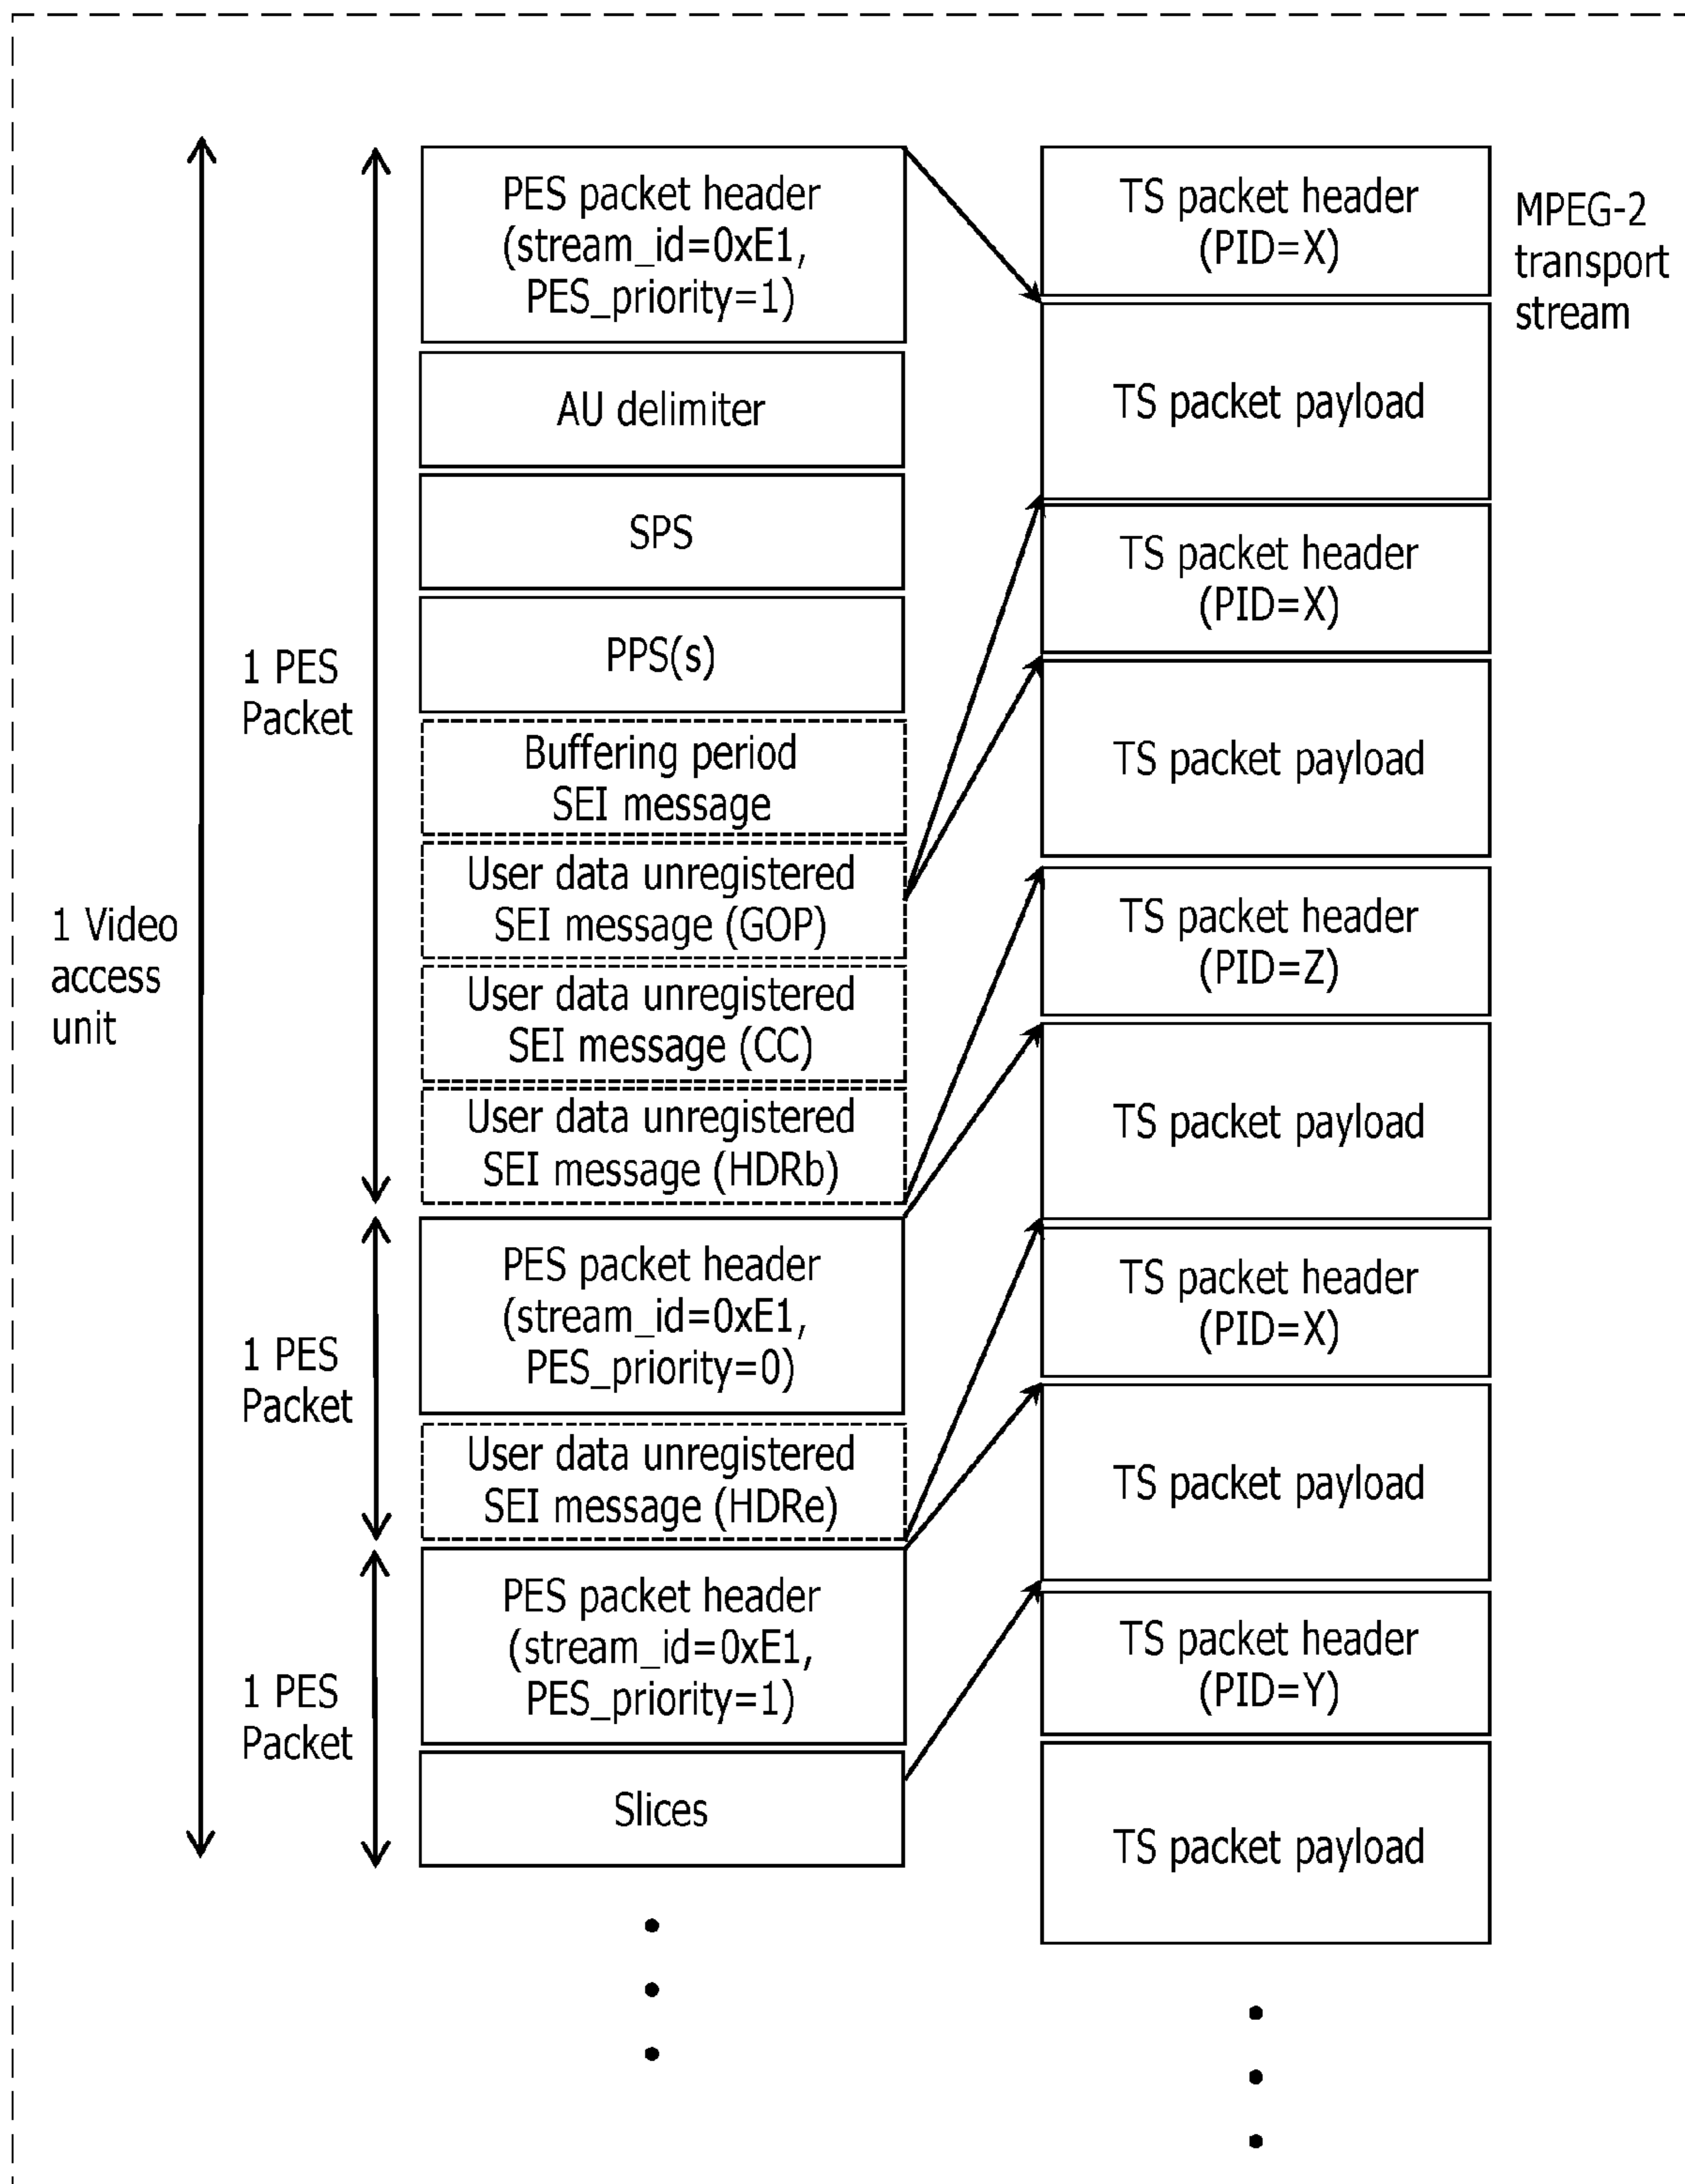 1 Video
access
unit
1 PES
Packet
PES packet header
(stream_id=0xE1,
PES_priority=1)
AU delimiter
SPS
PPS(s)
Buffering period
SEI message
User data unregistered
SEI message (GOP)
User data unregistered
SEI message (CC)
User data unregistered
SEI message (HDRb)
1 PES
Packet
PES packet header
(stream_id=0xE1,
PES_priority=0)
User data unregistered
SEI message (HDRe)
1 PES
Packet
PES packet header
(stream_id=0xE1,
PES_priority=1)
Slices
TS packet header
(PID=X)
TS packet payload
TS packet header
(PID=X)
TS packet payload
TS packet header
(PID=Z)
TS packet payload
TS packet header
(PID=X)
TS packet payload
TS packet header
(PID=Y)
TS packet payload
MPEG-2
transport
stream